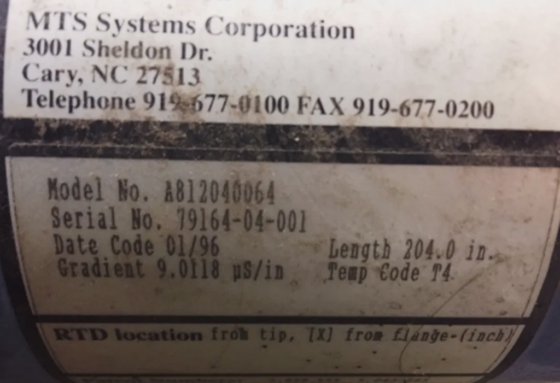 MTS Systems Corporation
3001 Sheldon Dr.
Cary, NC 27513
Telephone 919-677-0100 FAX 919-677-0200
Model No. A812040064
Serial No. 79164-04-001
Date Code 01/96 Length 204.0 in.
Gradient 9.0118 µS/in Temp Code T4
RTD location from tip, [X] from flange-(inch)